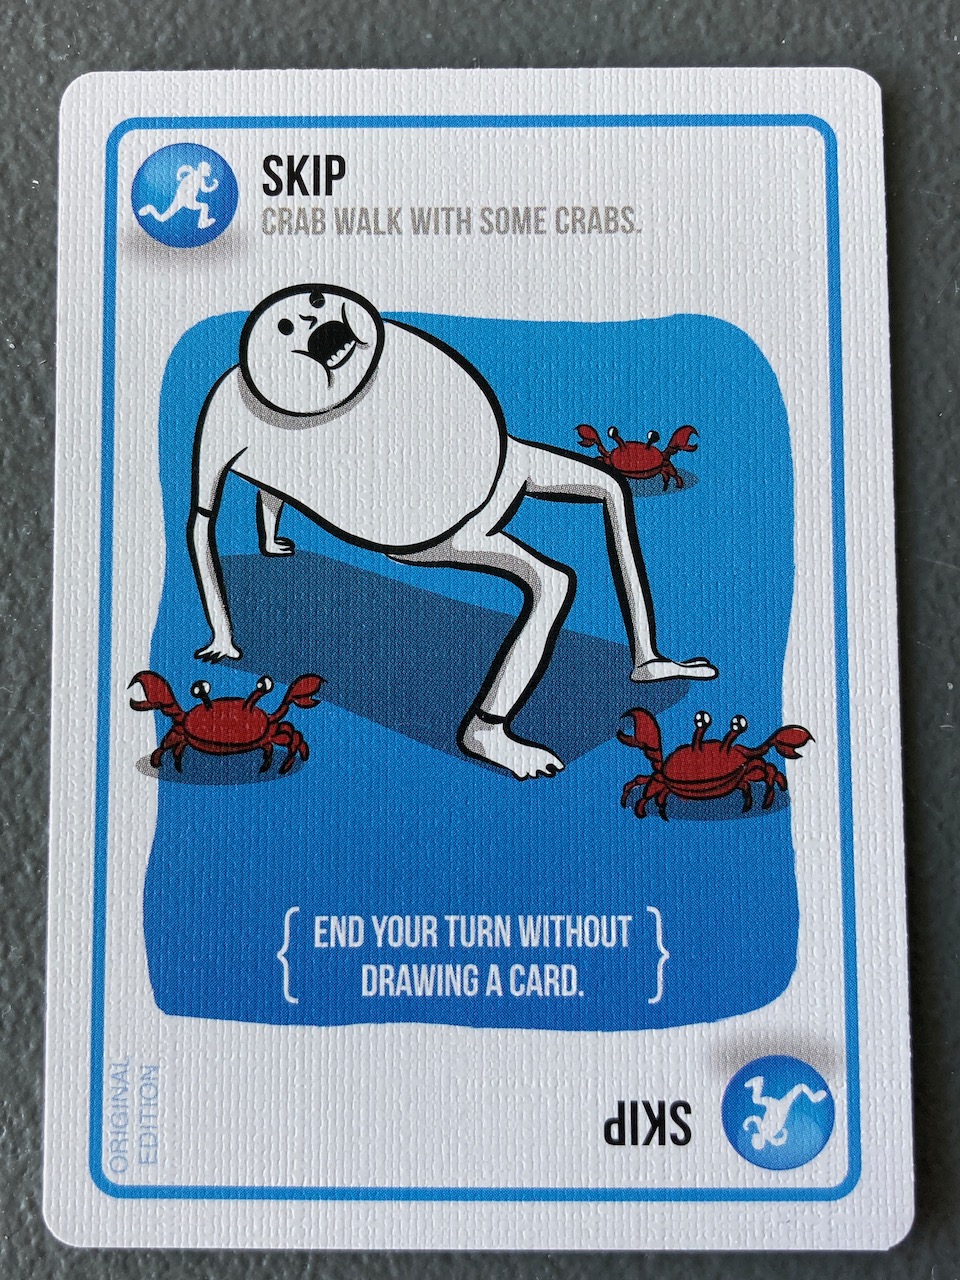 SKIP
CRAB WALK WITH SOME CRABS.
{ END YOUR TURN WITHOUT
DRAWING A CARD. }
ORIGINAL
EDITION
SKIP